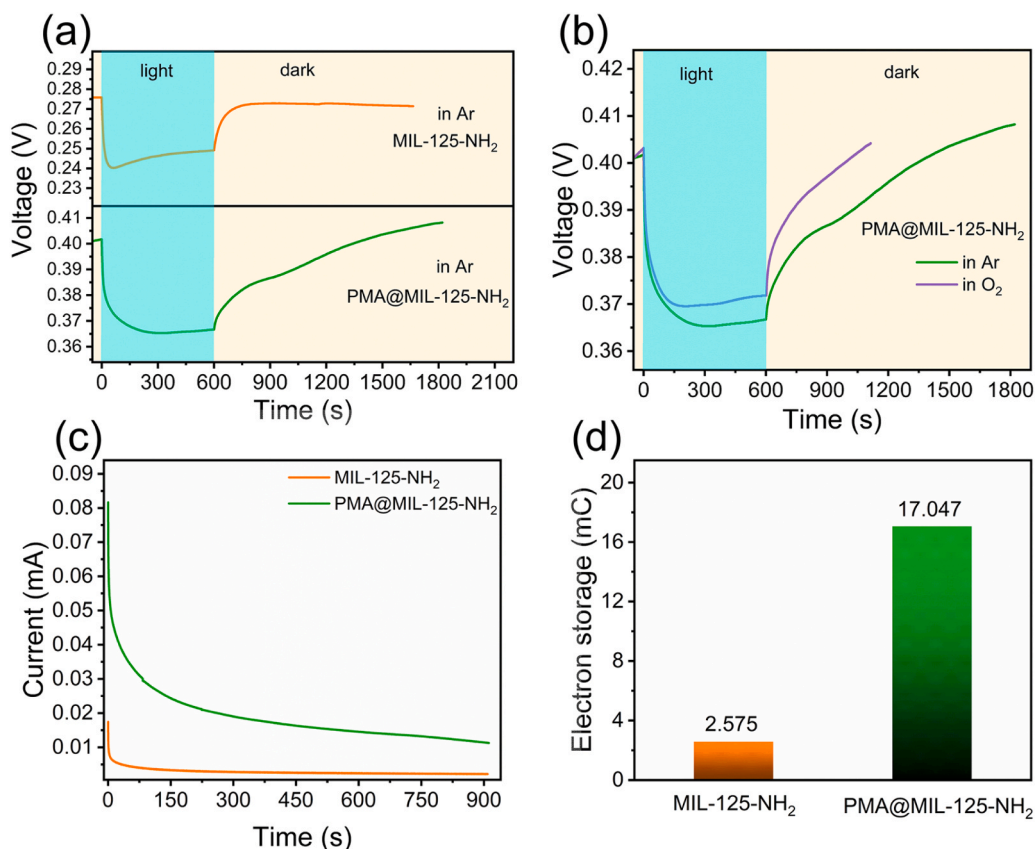 (a)
light
dark
0.29
0.28
0.27
0.26
0.25
0.24
0.23
in Ar
MIL-125-NH₂
0.41
0.40
0.39
0.38
0.37
0.36
in Ar
PMA@MIL-125-NH₂
Voltage (V)
0 300 600 900 1200 1500 1800 2100
Time (s)
(b)
light
dark
0.42
0.40
0.38
0.36
Voltage (V)
PMA@MIL-125-NH₂
in Ar
in O₂
0 300 600 900 1200 1500 1800
Time (s)
(c)
0.09
0.08
0.07
0.06
0.05
0.04
0.03
0.02
0.01
Current (mA)
MIL-125-NH₂
PMA@MIL-125-NH₂
0 150 300 450 600 750 900
Time (s)
(d)
20
16
12
8
4
0
Electron storage (mC)
2.575
17.047
MIL-125-NH₂
PMA@MIL-125-NH₂